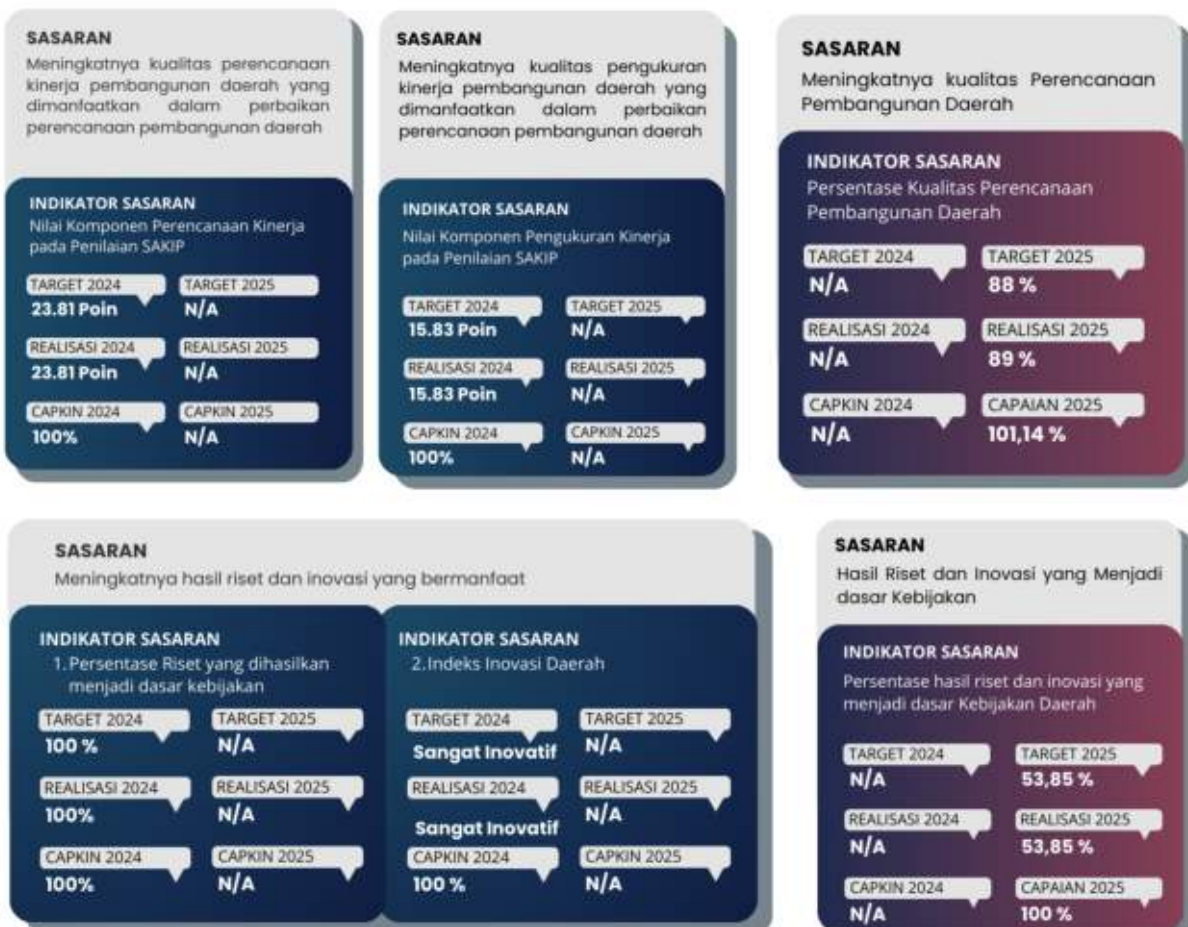 SASARAN
Meningkatnya kualitas perencanaan
kinerja pembangunan daerah yang
dimanfaatkan dalam perbaikan
perencanaan pembangunan daerah
INDIKATOR SASARAN
Nilai Komponen Perencanaan Kinerja
pada Penilaian SAKIP
TARGET 2024 TARGET 2025
23.81 Poin N/A
REALISASI 2024 REALISASI 2025
23.81 Poin N/A
CAPKIN 2024 CAPKIN 2025
100% N/A
SASARAN
Meningkatnya kualitas pengukuran
kinerja pembangunan daerah yang
dimanfaatkan dalam perbaikan
perencanaan pembangunan daerah
INDIKATOR SASARAN
Nilai Komponen Pengukuran Kinerja
pada Penilaian SAKIP
TARGET 2024 TARGET 2025
15.83 Poin N/A
REALISASI 2024 REALISASI 2025
15.83 Poin N/A
CAPKIN 2024 CAPKIN 2025
100% N/A
SASARAN
Meningkatnya kualitas Perencanaan
Pembangunan Daerah
INDIKATOR SASARAN
Persentase Kualitas Perencanaan
Pembangunan Daerah
TARGET 2024 TARGET 2025
N/A 88 %
REALISASI 2024 REALISASI 2025
N/A 89 %
CAPKIN 2024 CAPAIAN 2025
N/A 101,14 %
SASARAN
Meningkatnya hasil riset dan inovasi yang bermanfaat
INDIKATOR SASARAN
1. Persentase Riset yang dihasilkan
menjadi dasar kebijakan
TARGET 2024 TARGET 2025
100 % N/A
REALISASI 2024 REALISASI 2025
100% N/A
CAPKIN 2024 CAPKIN 2025
100% N/A
INDIKATOR SASARAN
2. Indeks Inovasi Daerah
TARGET 2024 TARGET 2025
Sangat Inovatif N/A
REALISASI 2024 REALISASI 2025
Sangat Inovatif N/A
CAPKIN 2024 CAPKIN 2025
100 % N/A
SASARAN
Hasil Riset dan Inovasi yang Menjadi
dasar Kebijakan
INDIKATOR SASARAN
Persentase hasil riset dan inovasi yang
menjadi dasar Kebijakan Daerah
TARGET 2024 TARGET 2025
N/A 53,85 %
REALISASI 2024 REALISASI 2025
N/A 53,85 %
CAPKIN 2024 CAPAIAN 2025
N/A 100 %